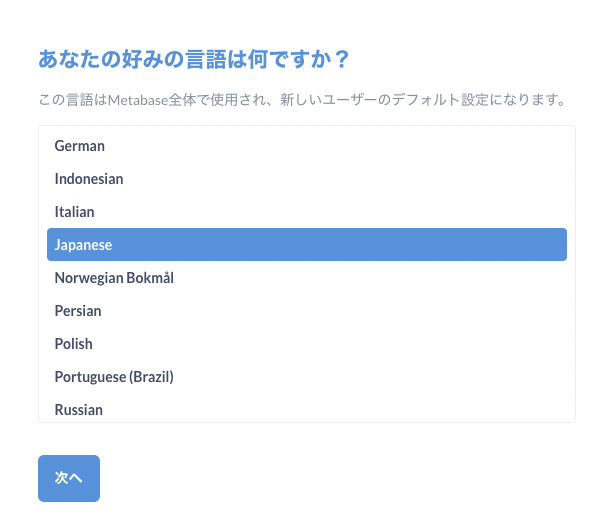 あなたの好みの言語は何ですか？
この言語はMetabase全体で使用され、新しいユーザーのデフォルト設定になります。
German
Indonesian
Italian
Japanese
Norwegian Bokmål
Persian
Polish
Portuguese (Brazil)
Russian
次へ